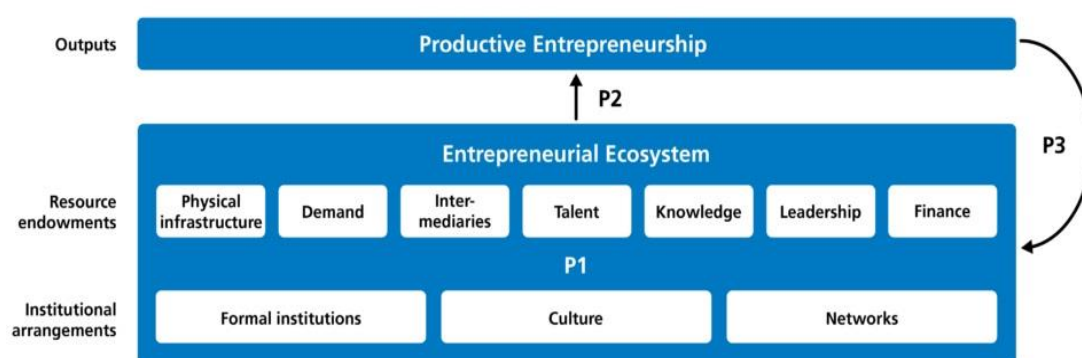 Outputs
Productive Entrepreneurship
P2
P3
Entrepreneurial Ecosystem
Resource
endowments
Physical
infrastructure
Demand
Inter-
mediaries
Talent
Knowledge
Leadership
Finance
P1
Institutional
arrangements
Formal institutions
Culture
Networks